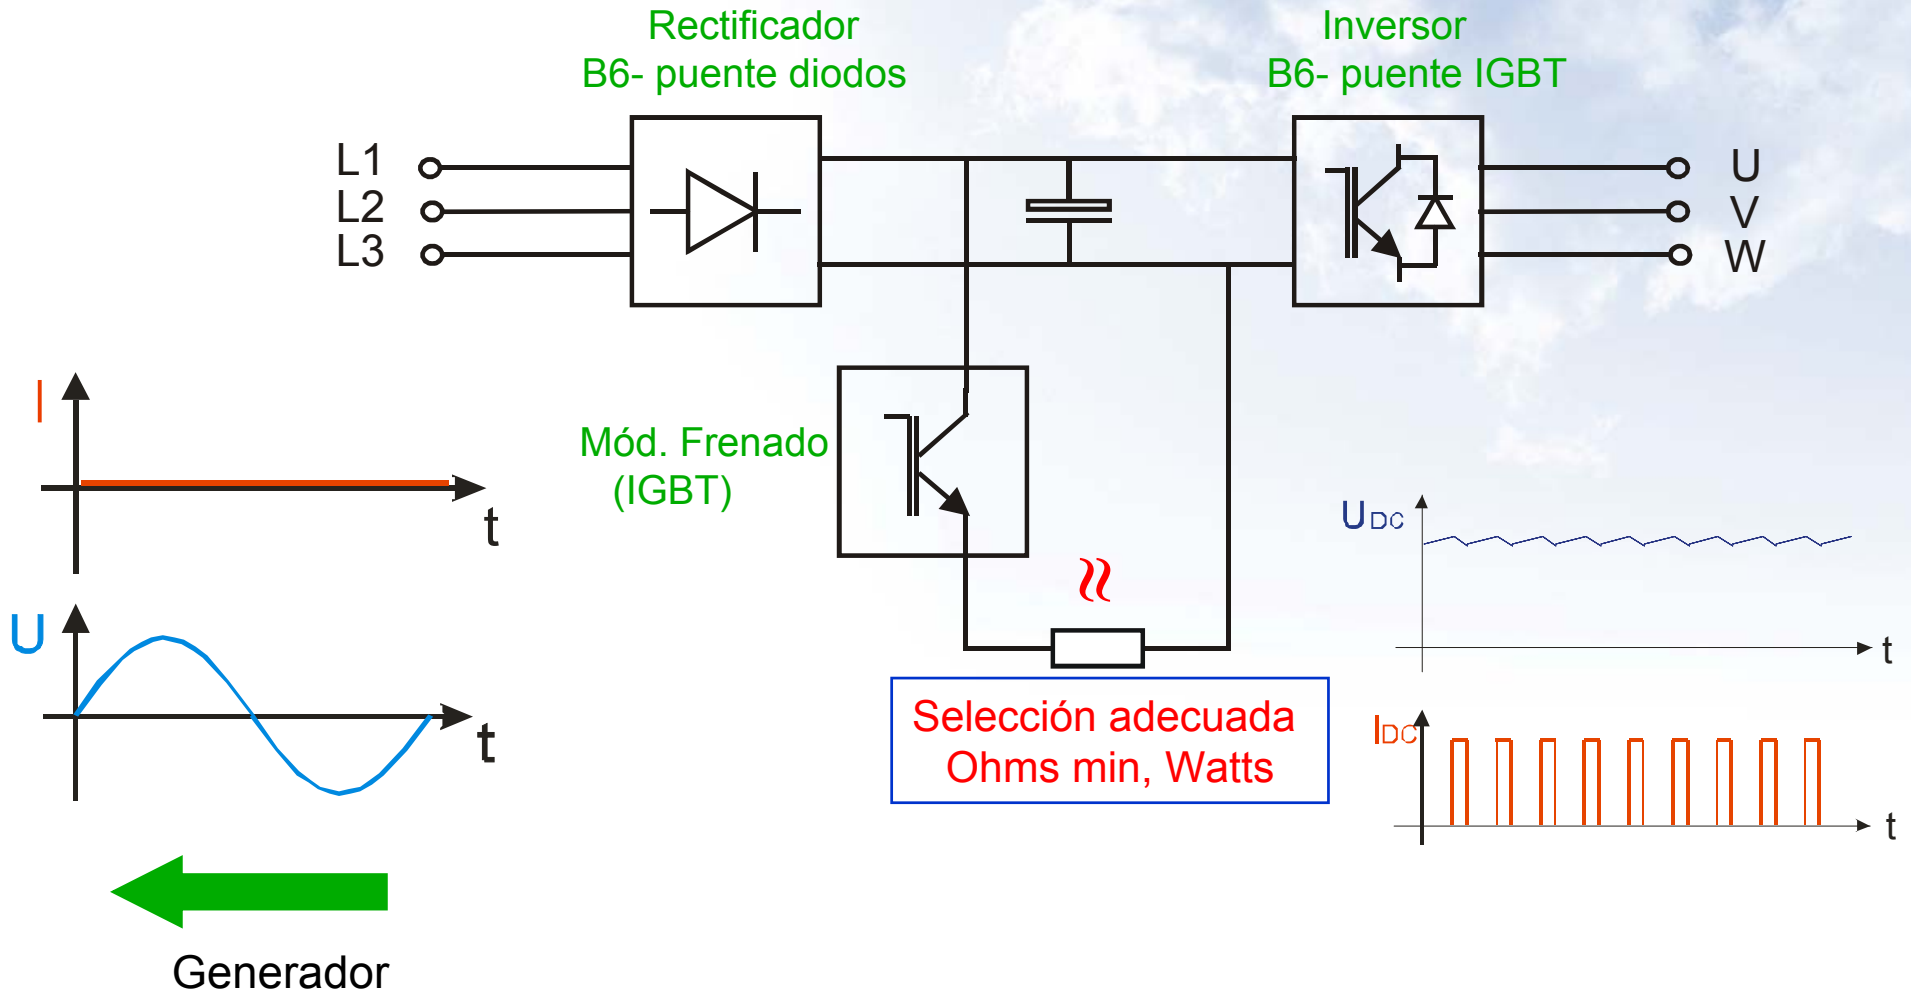 Rectificador
B6- puente diodos
Inversor
B6- puente IGBT
L1
L2
L3
U
V
W
I
t
Mód. Frenado
(IGBT)
U
t
UDC
t
Selección adecuada
Ohms min, Watts
IDC
t
Generador